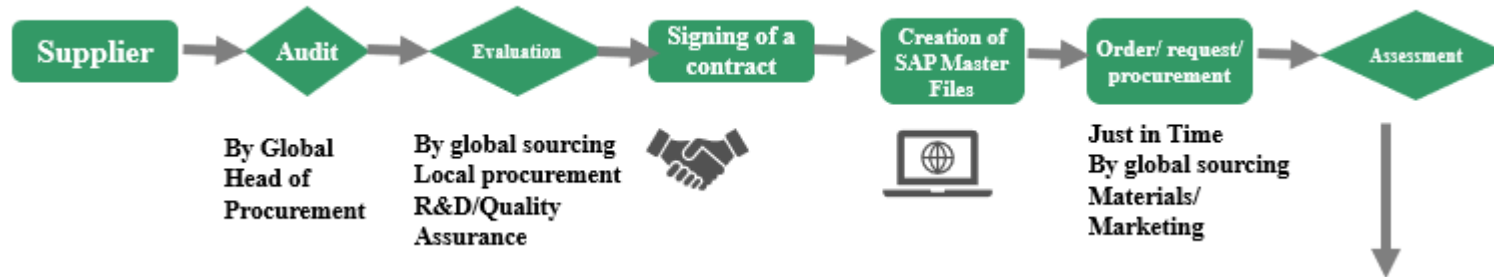 Supplier
Audit
Evaluation
Signing of a
contract
Creation of
SAP Master
Files
Order/ request/
procurement
Assessment
By Global
Head of
Procurement
By global sourcing
Local procurement
R&D/Quality
Assurance
Just in Time
By global sourcing
Materials/
Marketing